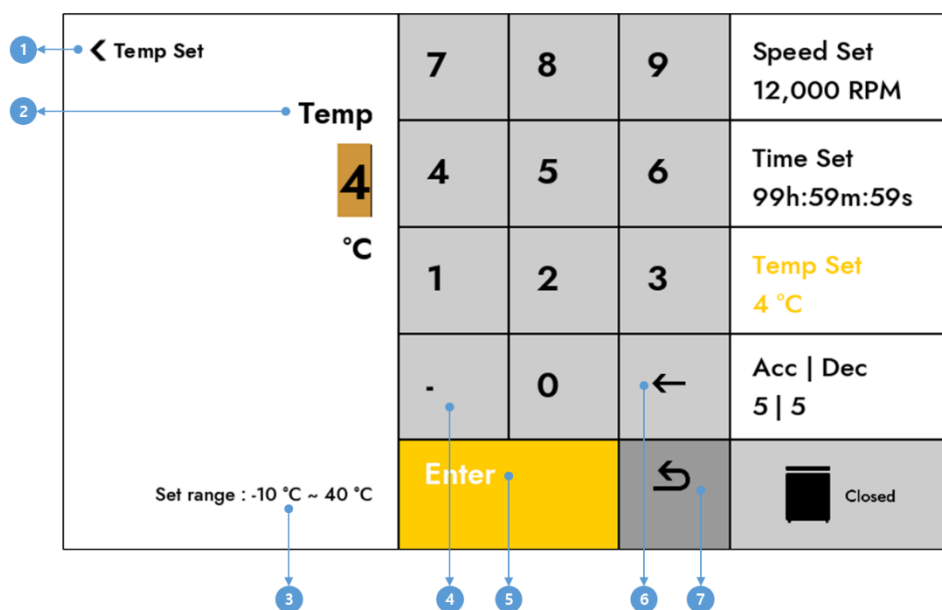 1
Temp Set
2
Temp
4
°C
Set range : -10 °C ~ 40 °C
3
7 8 9
4 5 6
1 2 3
- 0 ←
Enter
4 5 6 7
Speed Set
12,000 RPM
Time Set
99h:59m:59s
Temp Set
4 °C
Acc | Dec
5 | 5
Closed